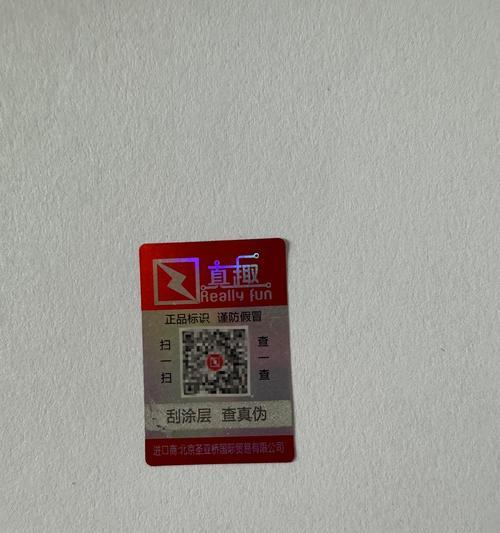 真趣
Really fun
正品标识 谨防假冒
扫一扫
查一查
刮涂层 查真伪
进口商:北京圣亚桥国际贸易有限公司